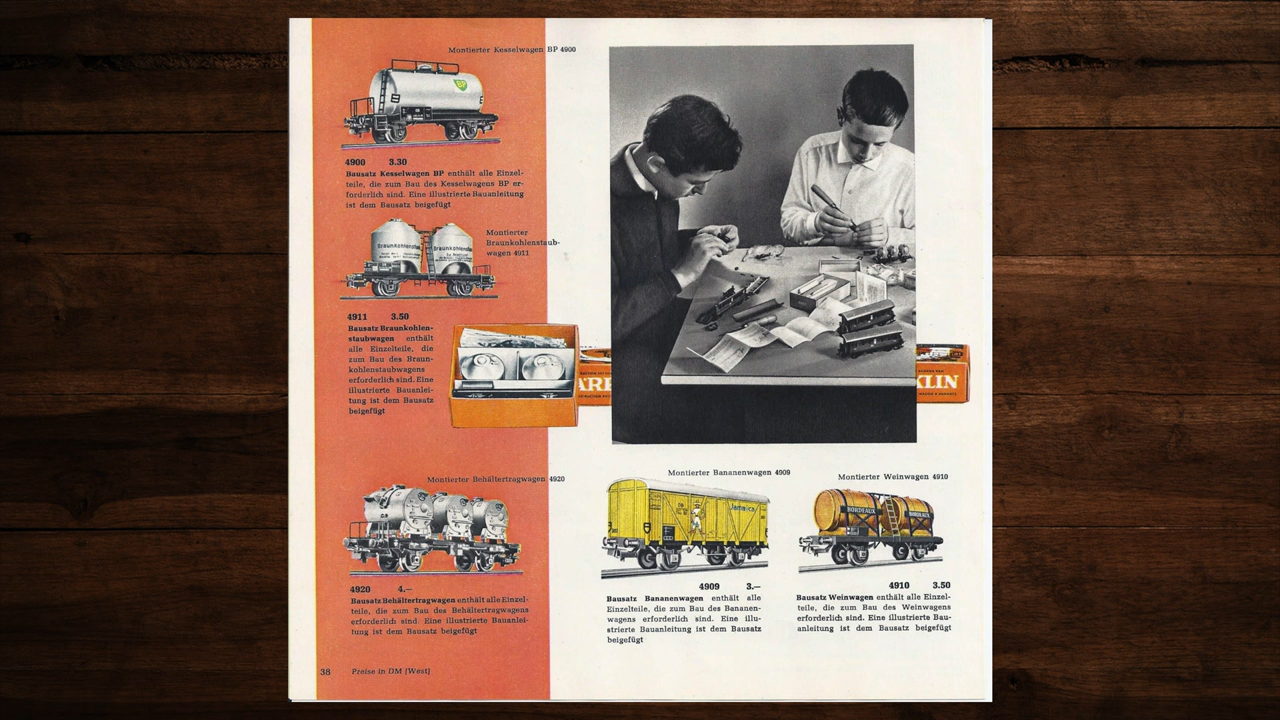 Montierter Kesselwagen BP 4900
BP
4900 3.30
Bausatz Kesselwagen BP enthält alle Einzel-
teile, die zum Bau des Kesselwagens BP er-
forderlich sind. Eine illustrierte Bauanleitung
ist dem Bausatz beigefügt
Montierter
Braunkohlenstaub-
wagen 4911
4911 3.50
Bausatz Braunkohlen-
staubwagen enthält
alle Einzelteile, die
zum Bau des Braun-
kohlenstaubwagens
erforderlich sind. Eine
illustrierte Bauanlei-
tung ist dem Bausatz
beigefügt
KLIN
Montierter Behältertragwagen 4920
4920 4.—
Bausatz Behältertragwagen enthält alle Einzel-
teile, die zum Bau des Behältertragwagens
erforderlich sind. Eine illustrierte Bauanlei-
tung ist dem Bausatz beigefügt
Montierter Bananenwagen 4909
Jamaica
4909 3.—
Bausatz Bananenwagen enthält alle
Einzelteile, die zum Bau des Bananen-
wagens erforderlich sind. Eine illu-
strierte Bauanleitung ist dem Bausatz
beigefügt
Montierter Weinwagen 4910
BORDEAUX
BORDEAUX
4910 3.50
Bausatz Weinwagen enthält alle Einzel-
teile, die zum Bau des Weinwagens
erforderlich sind. Eine illustrierte Bau-
anleitung ist dem Bausatz beigefügt
38 Preise in DM (West)